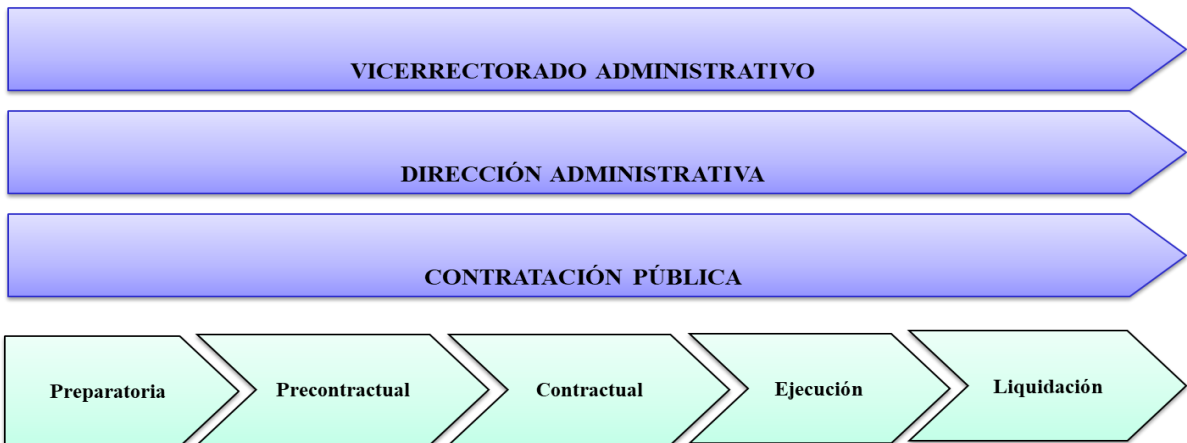 VICERRECTORADO ADMINISTRATIVO
DIRECCIÓN ADMINISTRATIVA
CONTRATACIÓN PÚBLICA
Preparatoria
Precontractual
Contractual
Ejecución
Liquidación